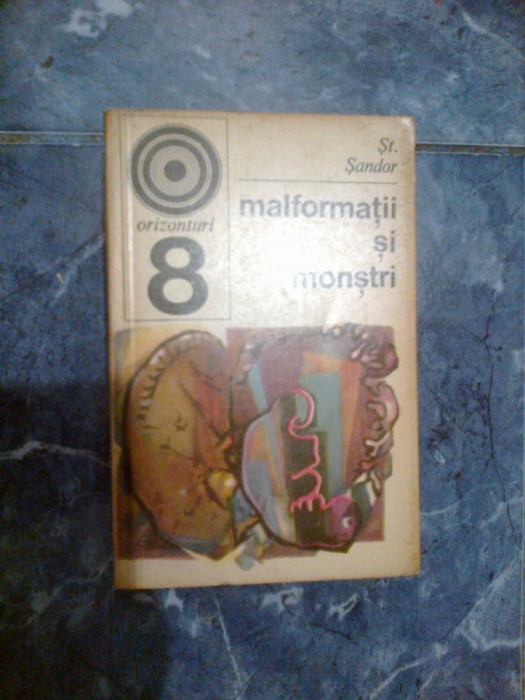 Șt.
Șandor
orizonturi
8
malformații
și
monștri